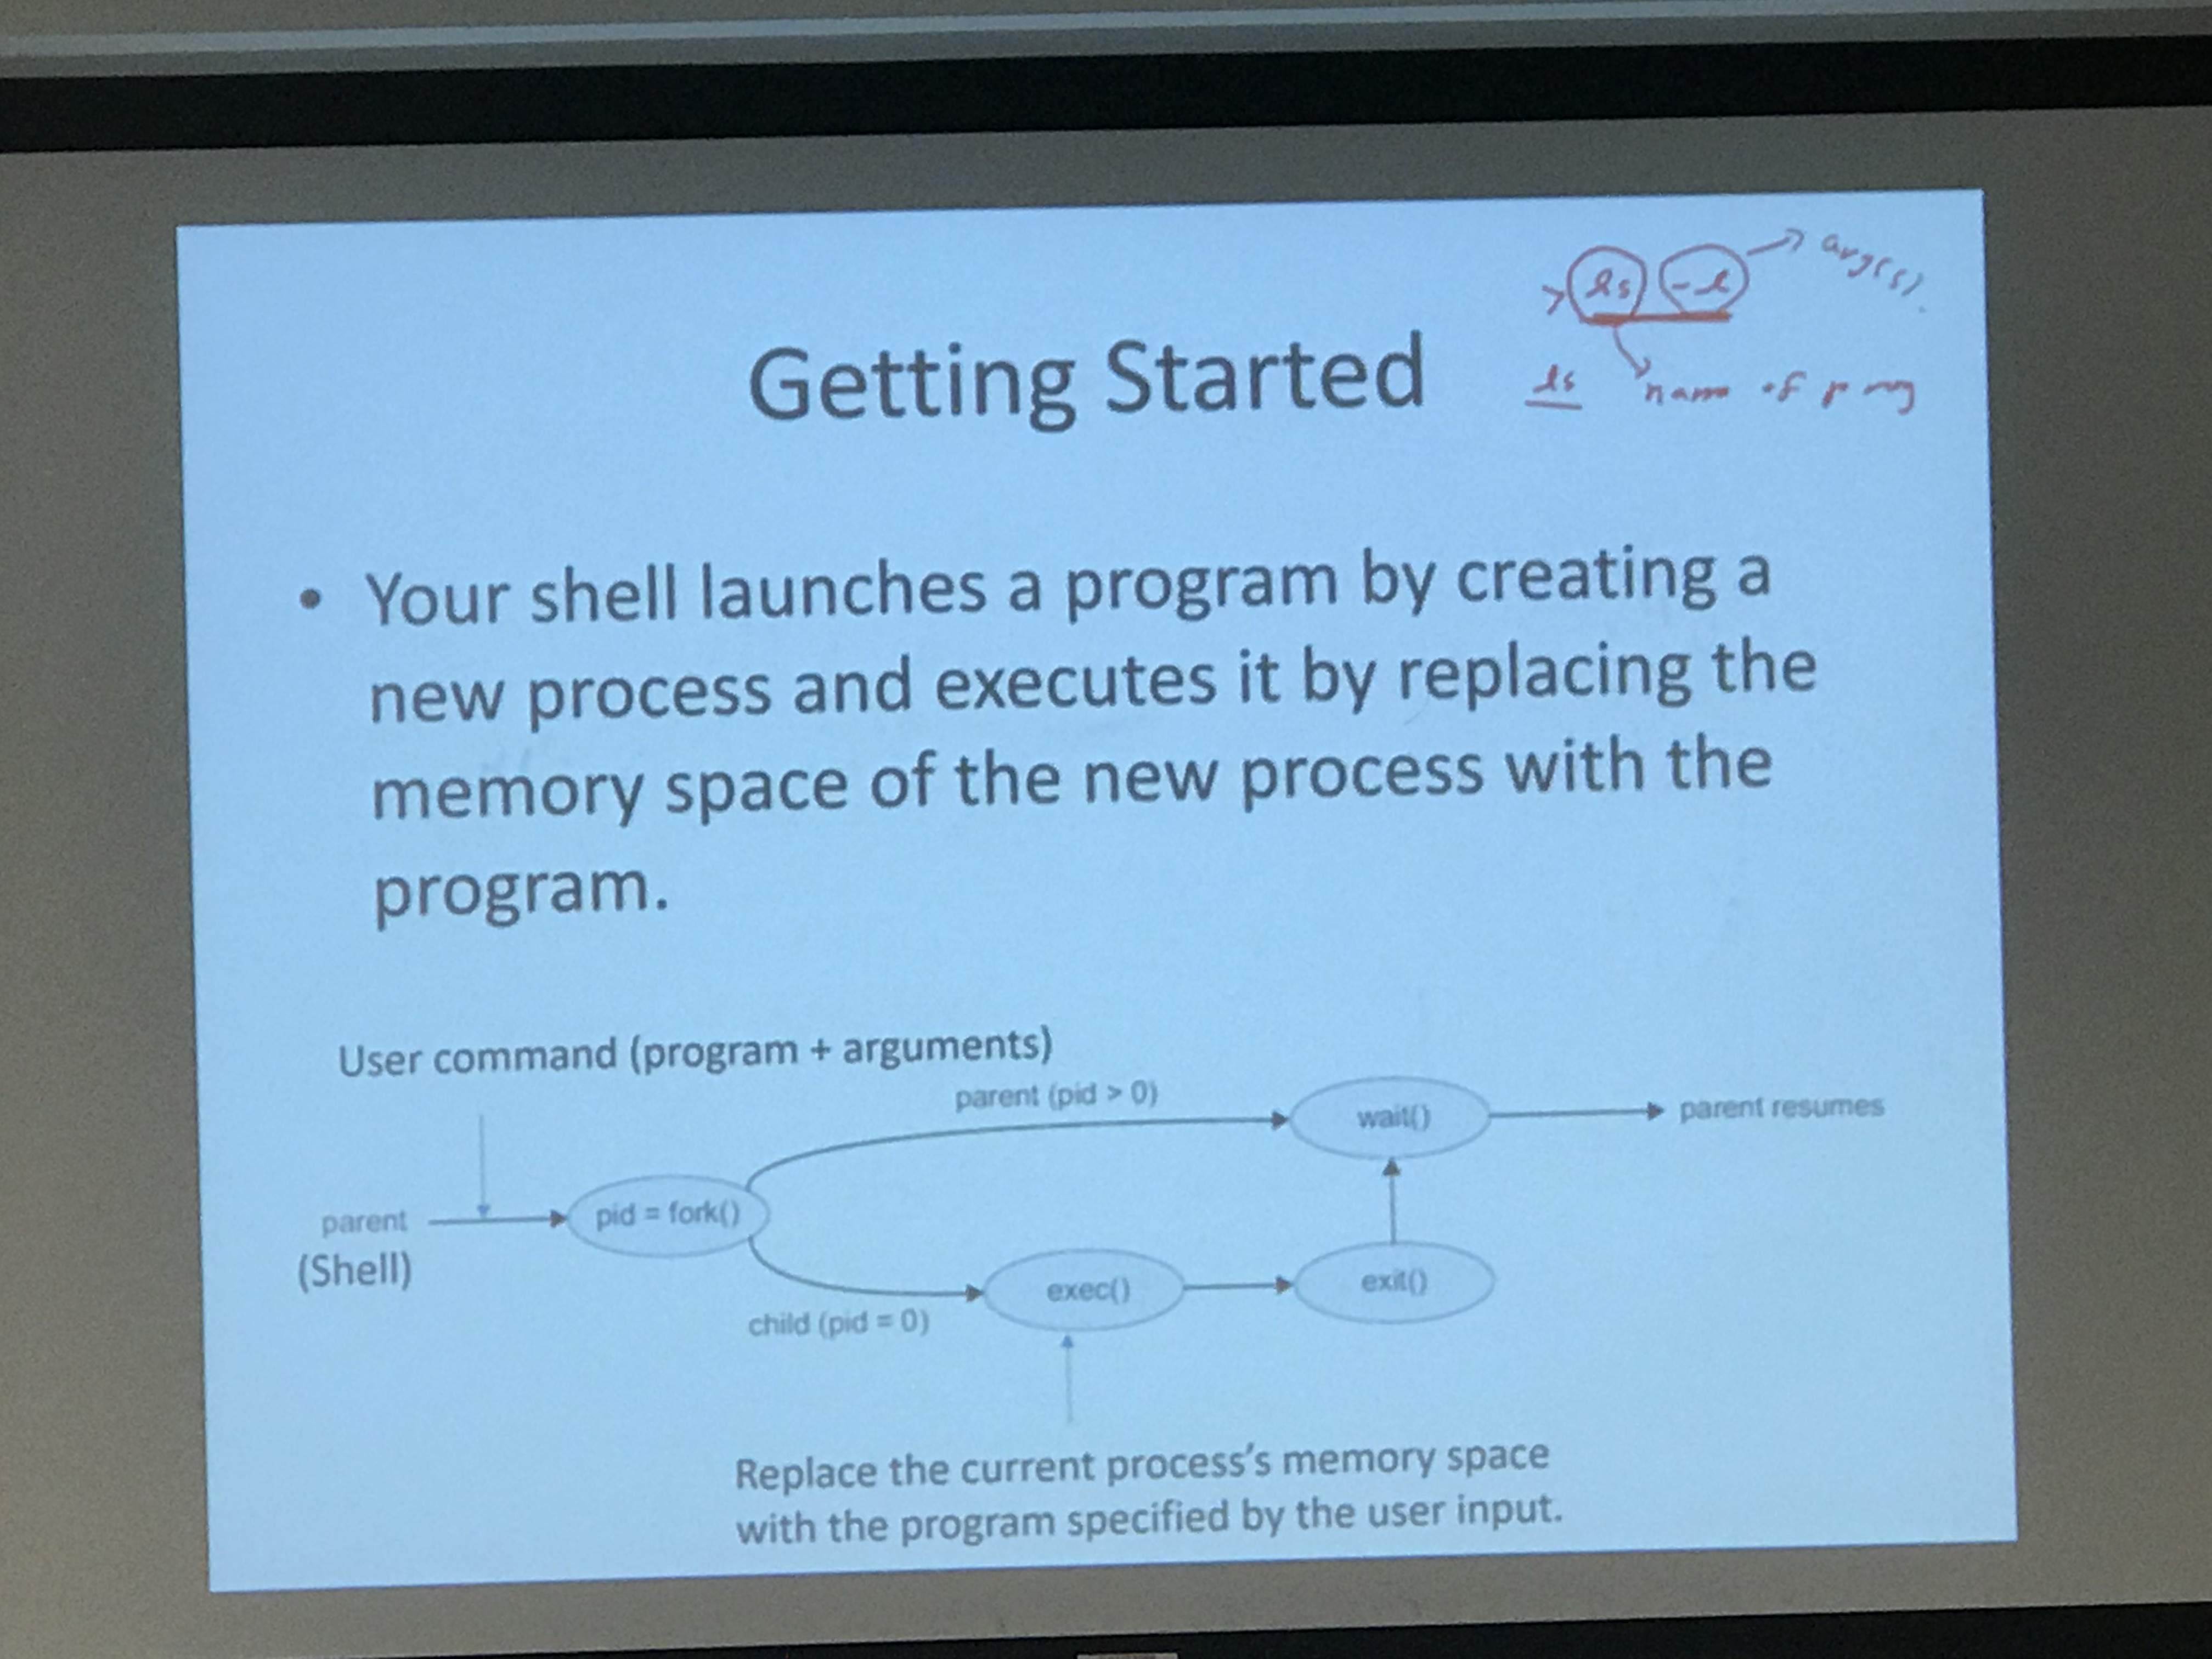 > ls -l → arg(s).
Getting Started
ls name of prog
• Your shell launches a program by creating a
new process and executes it by replacing the
memory space of the new process with the
program.
User command (program + arguments)
parent (pid > 0)
wait()
parent resumes
parent
(Shell)
pid = fork()
child (pid = 0)
exec()
exit()
Replace the current process's memory space
with the program specified by the user input.